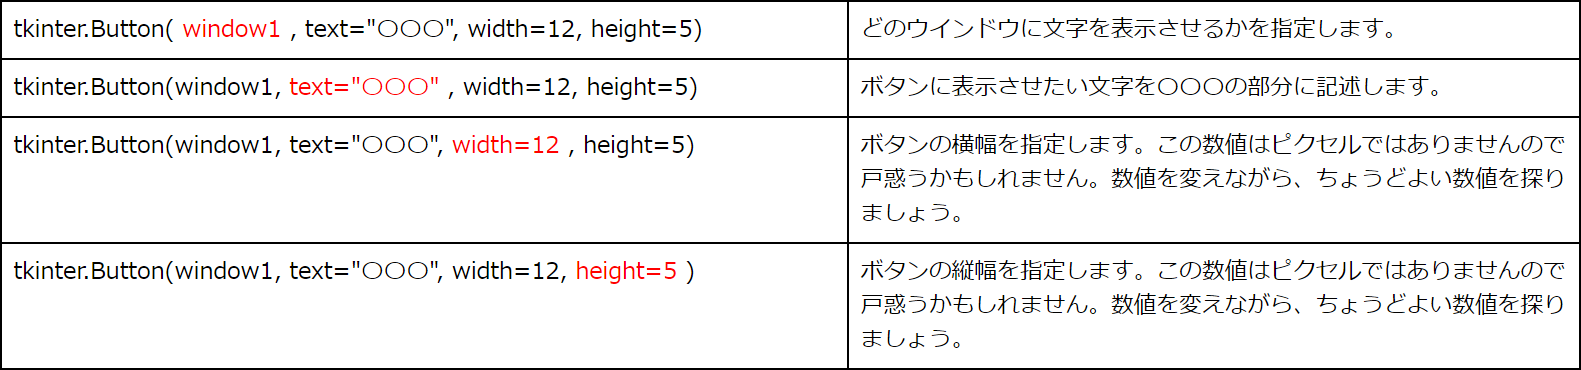 tkinter.Button( window1 , text="〇〇〇", width=12, height=5)
どのウインドウに文字を表示させるかを指定します。
tkinter.Button(window1, text="〇〇〇" , width=12, height=5)
ボタンに表示させたい文字を〇〇〇の部分に記述します。
tkinter.Button(window1, text="〇〇〇", width=12 , height=5)
ボタンの横幅を指定します。この数値はピクセルではありませんので
戸惑うかもしれません。数値を変えながら、ちょうどよい数値を探り
ましょう。
tkinter.Button(window1, text="〇〇〇", width=12, height=5 )
ボタンの縦幅を指定します。この数値はピクセルではありませんので
戸惑うかもしれません。数値を変えながら、ちょうどよい数値を探り
ましょう。